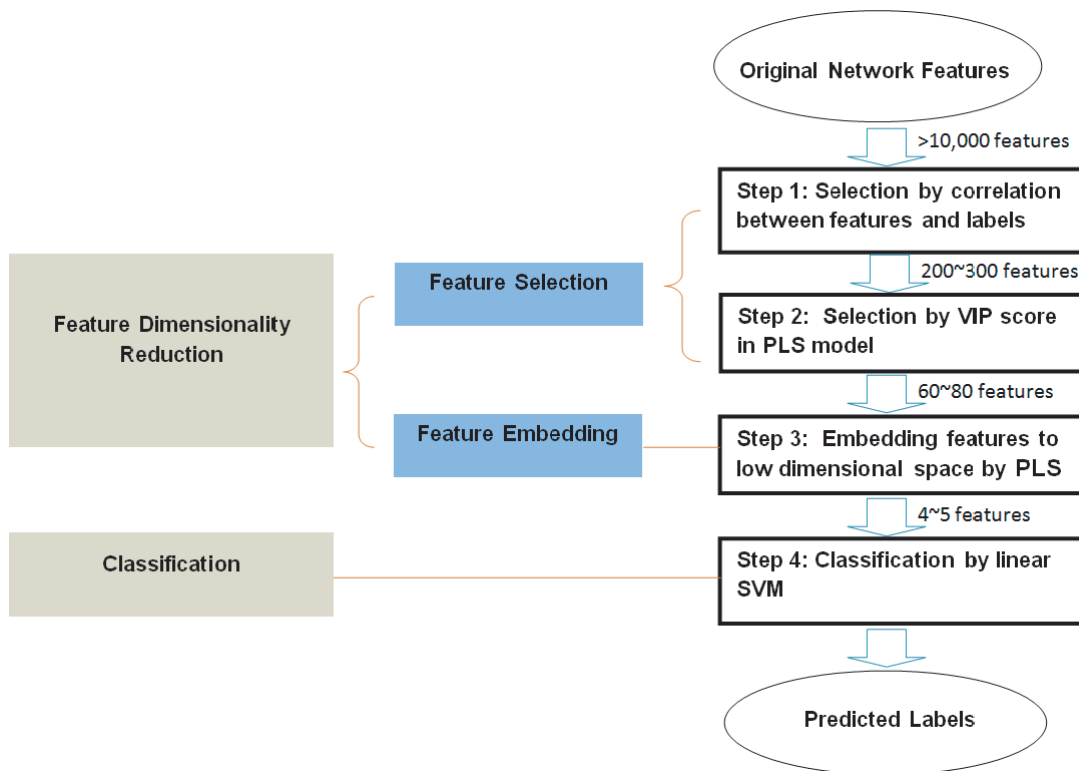 Original Network Features
>10,000 features
Step 1: Selection by correlation
between features and labels
200~300 features
Feature Selection
Step 2: Selection by VIP score
in PLS model
Feature Dimensionality
Reduction
60~80 features
Feature Embedding
Step 3: Embedding features to
low dimensional space by PLS
4~5 features
Classification
Step 4: Classification by linear
SVM
Predicted Labels